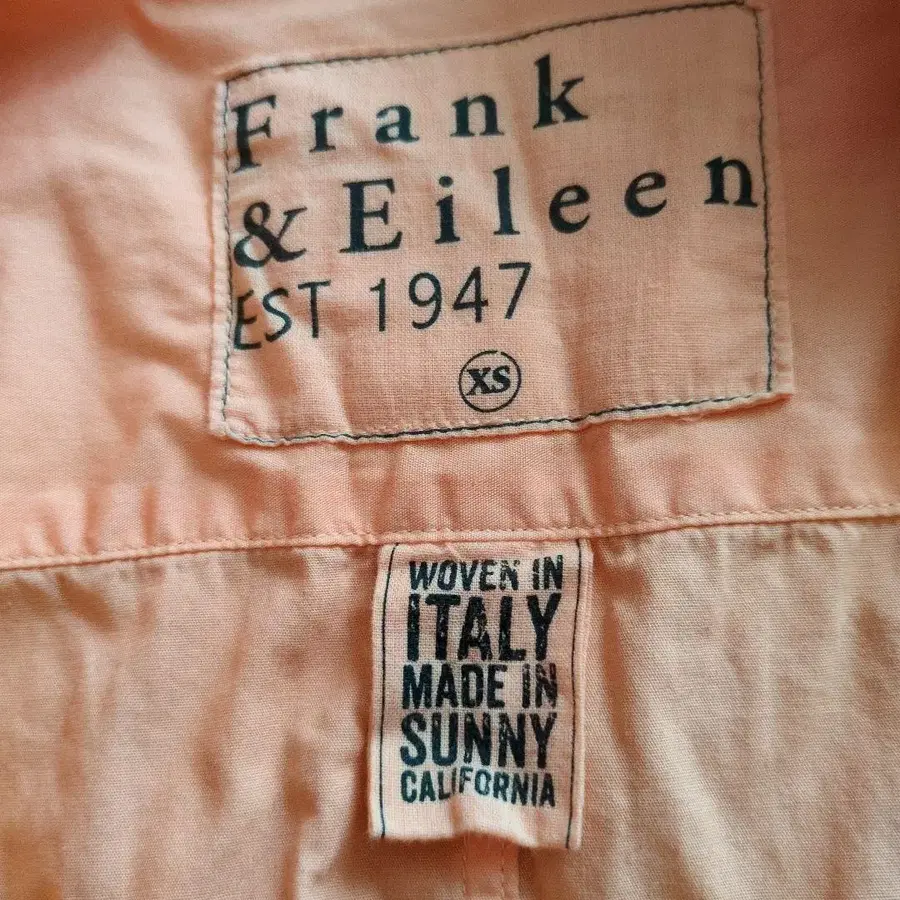 Frank
& Eileen
EST 1947
XS
WOVEN IN
ITALY
MADE IN
SUNNY
CALIFORNIA